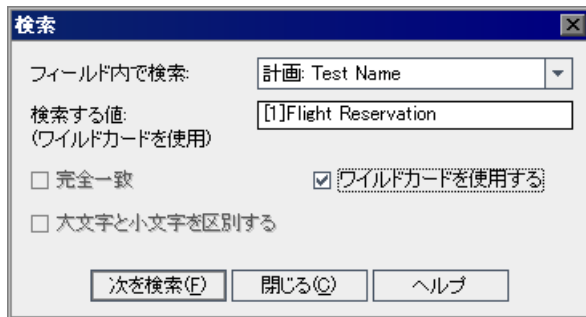 検索
フィールド内で検索: 計画: Test Name
検索する値: [1]Flight Reservation
(ワイルドカードを使用)
完全一致 ワイルドカードを使用する
大文字と小文字を区別する
次を検索(F) 閉じる(C) ヘルプ